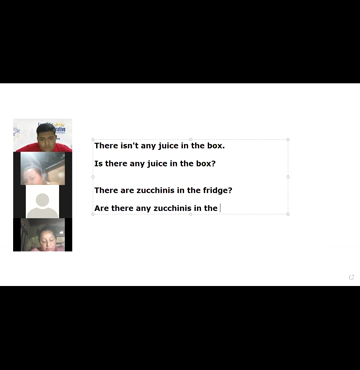 There isn't any juice in the box.
Is there any juice in the box?
There are zucchinis in the fridge?
Are there any zucchinis in the